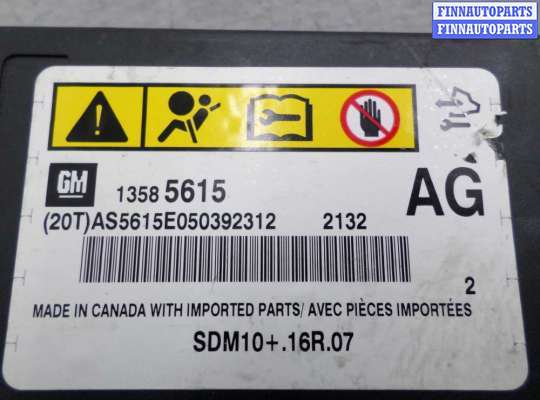 FINNAUTOPARTS
FINNAUTOPARTS
GM
1358 5615
AG
(20T)AS5615E050392312 2132
2
MADE IN CANADA WITH IMPORTED PARTS/ AVEC PIÈCES IMPORTÉES
SDM10+.16R.07